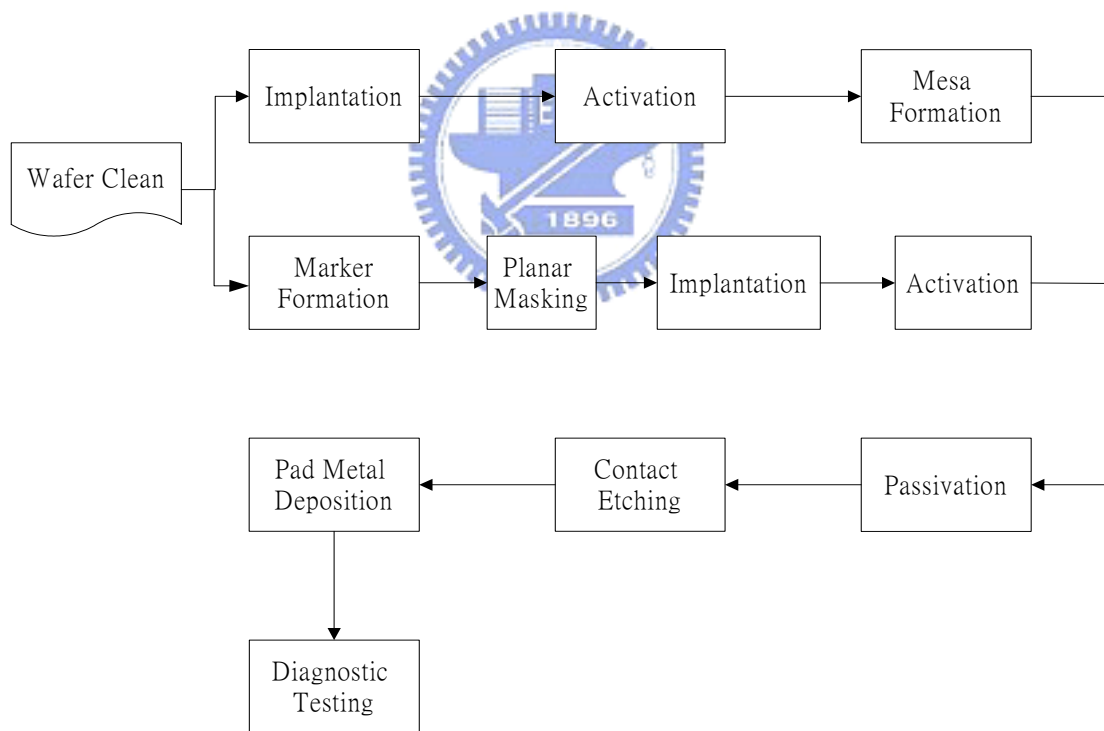 Implantation
Activation
Mesa
Formation
Wafer Clean
1896
Marker
Formation
Planar
Masking
Implantation
Activation
Pad Metal
Deposition
Contact
Etching
Passivation
Diagnostic
Testing